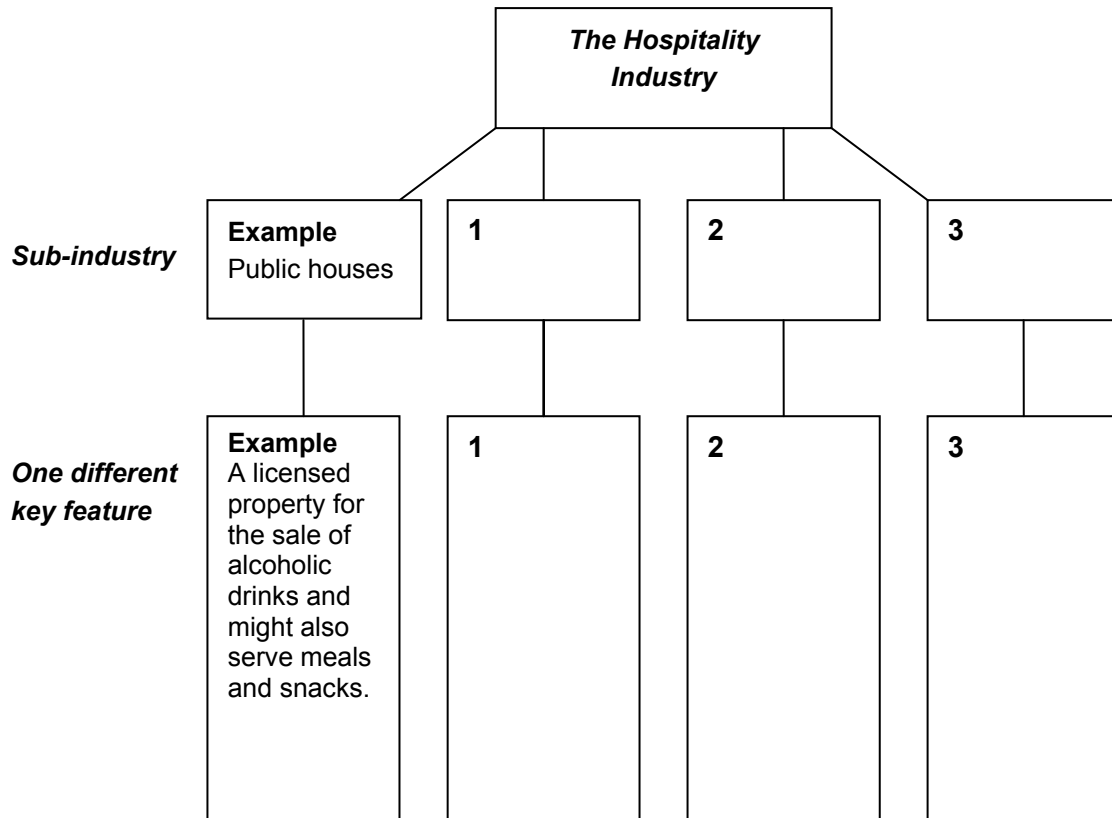 The Hospitality
Industry
Sub-industry
Example
Public houses
1
2
3
One different
key feature
Example
A licensed
property for
the sale of
alcoholic
drinks and
might also
serve meals
and snacks.
1
2
3